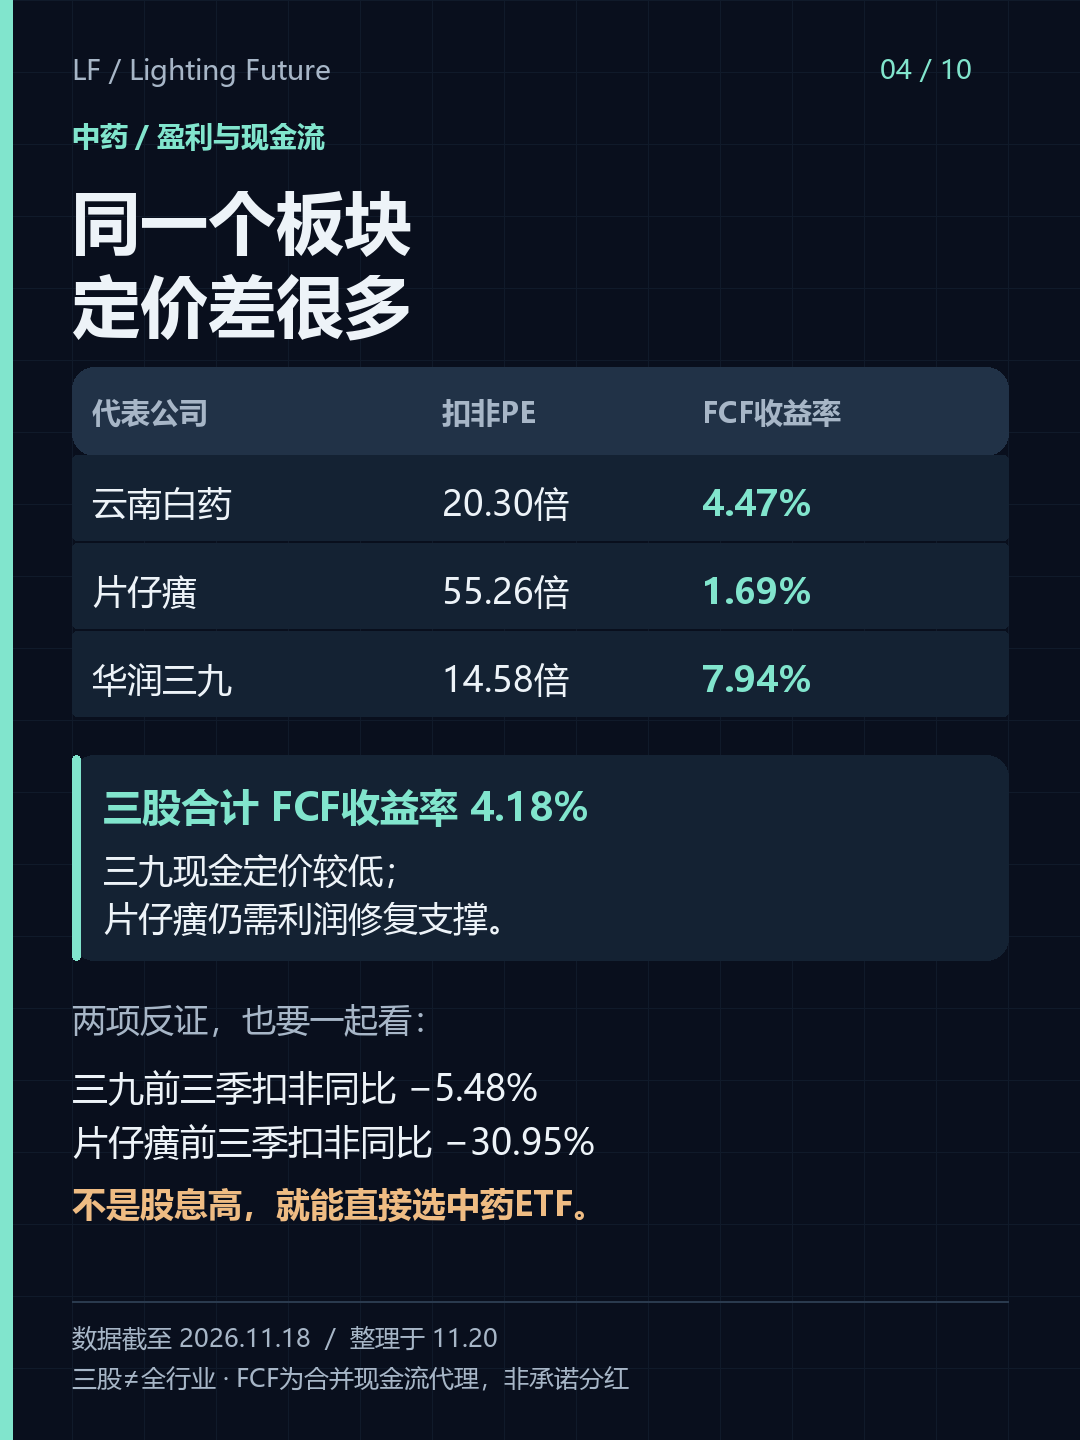 LF / Lighting Future
04 / 10
中药 / 盈利与现金流
同一个板块
定价差很多
代表公司 扣非PE FCF收益率
云南白药 20.30倍 4.47%
片仔癀 55.26倍 1.69%
华润三九 14.58倍 7.94%
三股合计 FCF收益率 4.18%
三九现金定价较低；
片仔癀仍需利润修复支撑。
两项反证，也要一起看：
三九前三季扣非同比 −5.48%
片仔癀前三季扣非同比 −30.95%
不是股息高，就能直接选中药ETF。
数据截至 2026.11.18 / 整理于 11.20
三股≠全行业 · FCF为合并现金流代理，非承诺分红